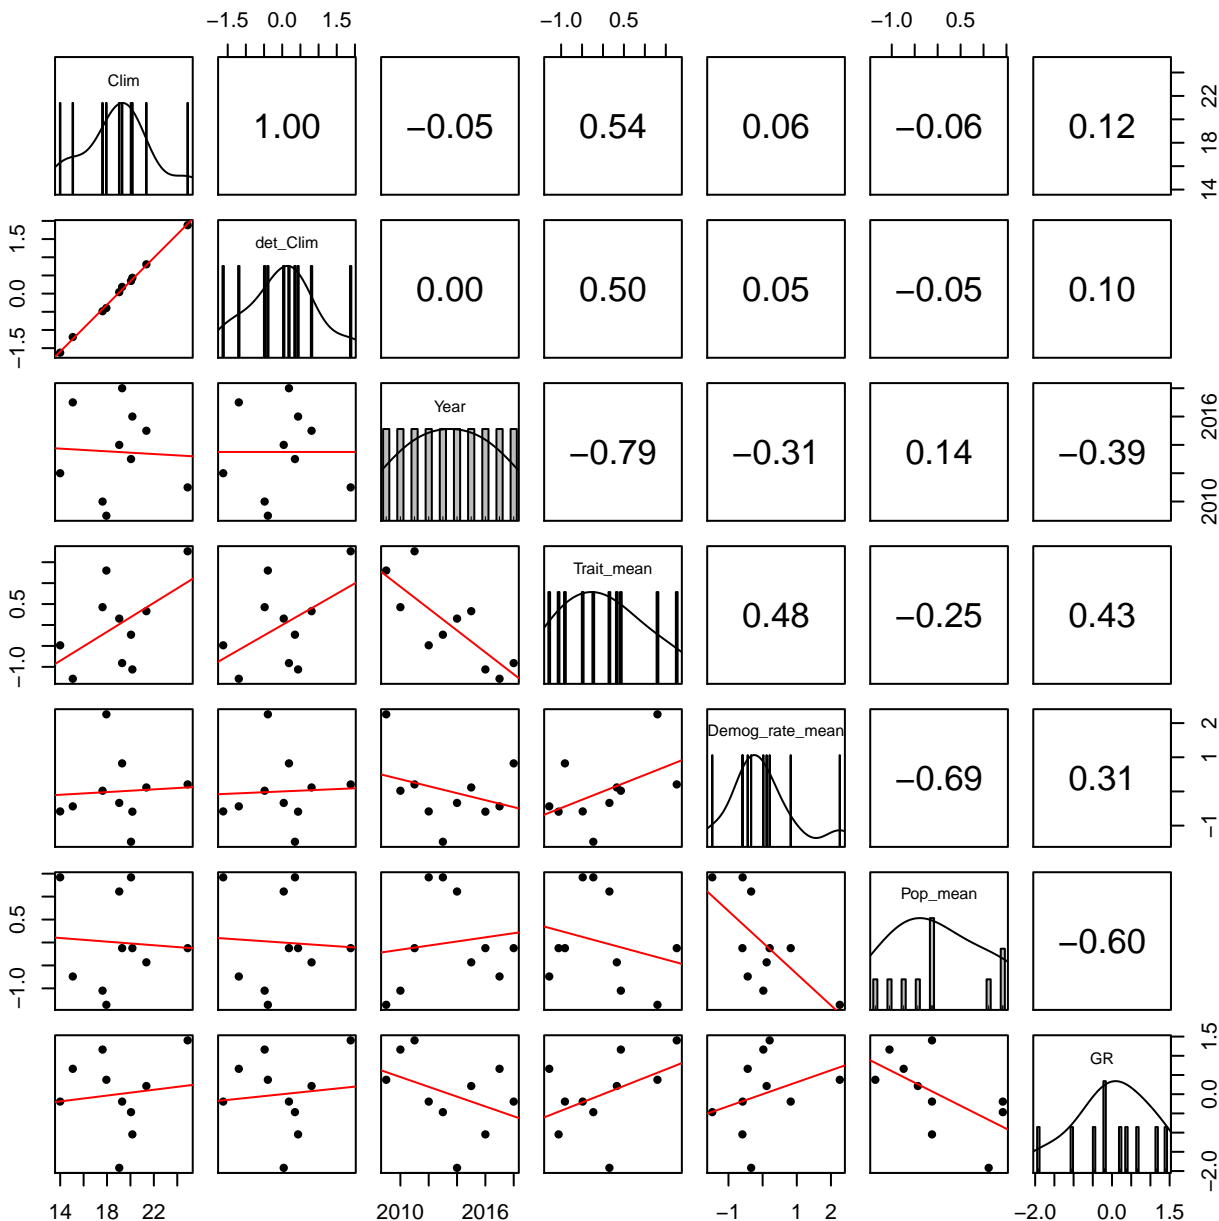 −1.5 0.0 1.5 −1.0 0.5 −1.0 0.5
Clim 1.00 −0.05 0.54 0.06 −0.06 0.12 14 18 22
−1.5 0.0 1.5 det_Clim 0.00 0.50 0.05 −0.05 0.10
Year −0.79 −0.31 0.14 −0.39 2010 2016
−1.0 0.5 Trait_mean 0.48 −0.25 0.43
Demog_rate_mean −0.69 0.31 −1 1 2
−1.0 0.5 Pop_mean −0.60
GR −2.0 0.0 1.5
14 18 22 2010 2016 −1 1 2 −2.0 0.0 1.5